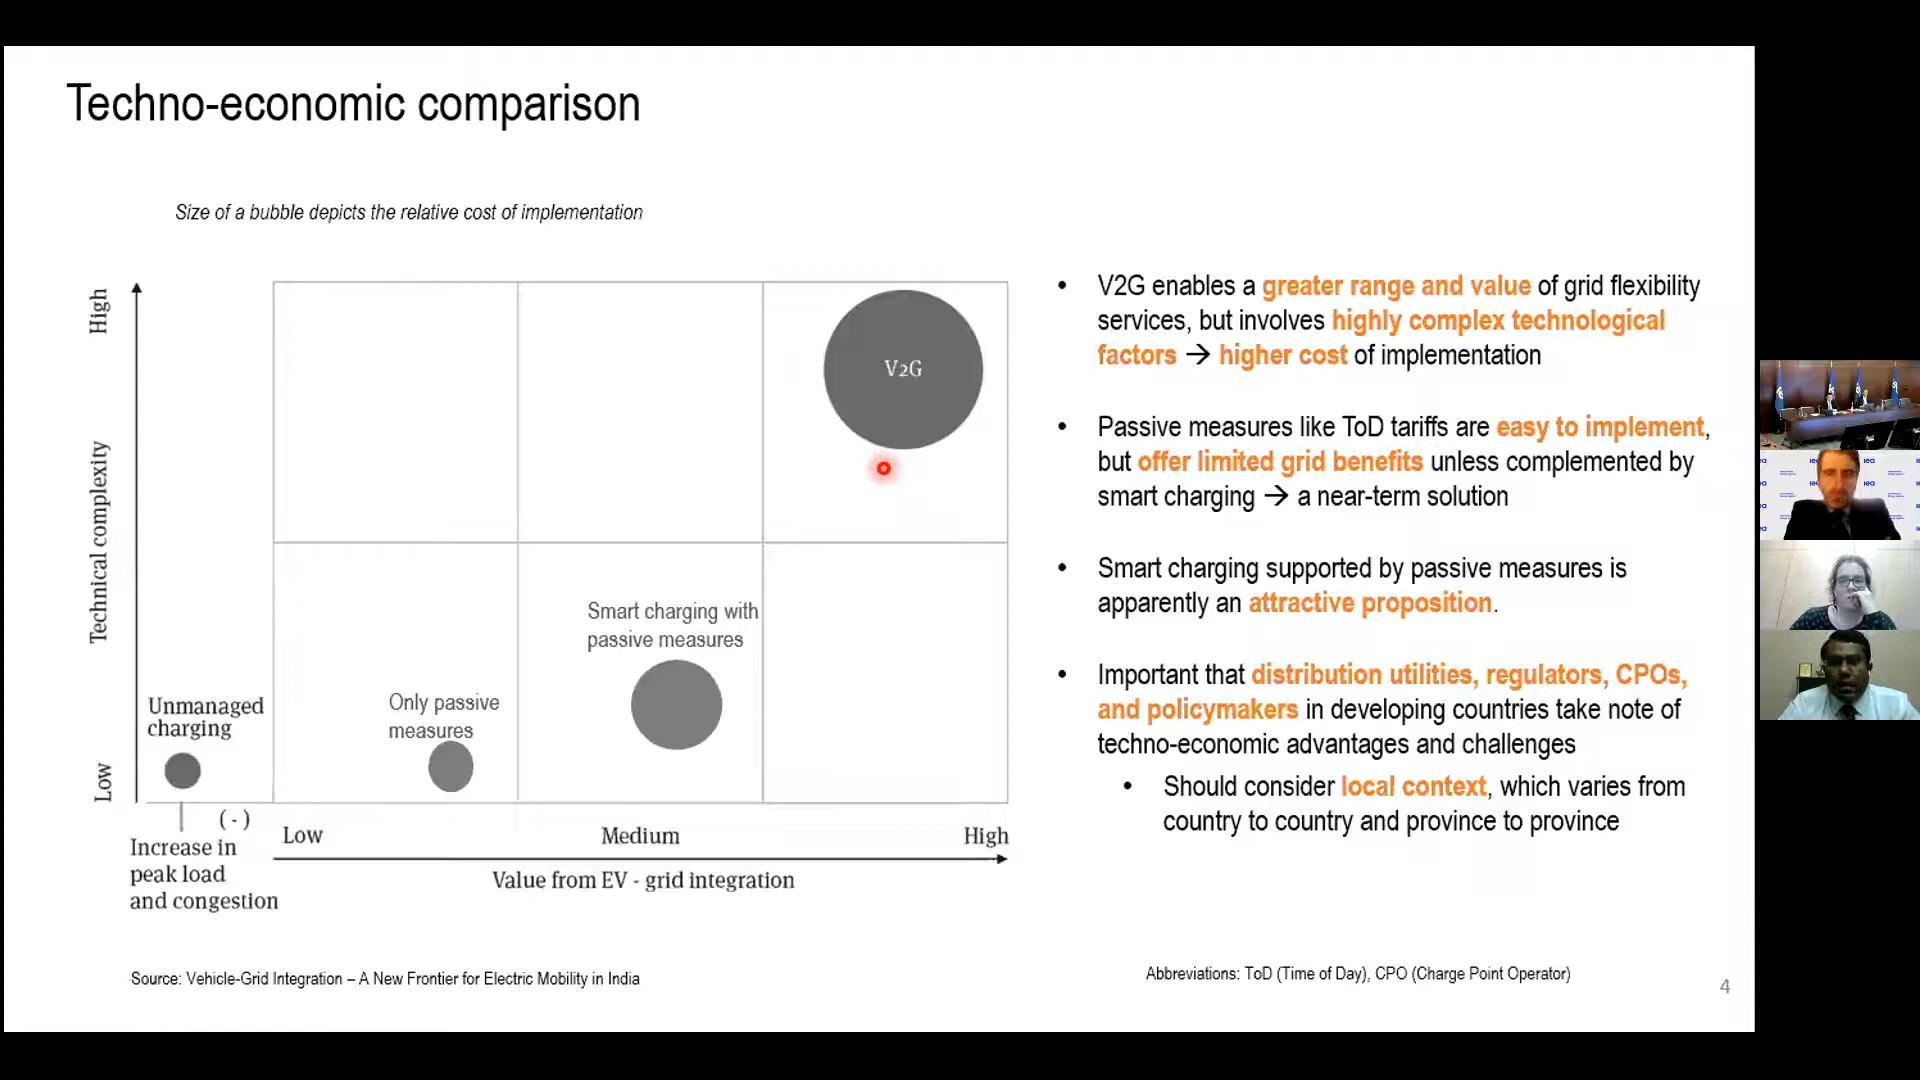 Techno-economic comparison
Size of a bubble depicts the relative cost of implementation
High
Technical complexity
Low
V2G
Smart charging with
passive measures
Only passive
measures
Unmanaged
charging
( - )
Increase in
peak load
and congestion
Low
Medium
High
Value from EV - grid integration
• V2G enables a greater range and value of grid flexibility
services, but involves highly complex technological
factors → higher cost of implementation
• Passive measures like ToD tariffs are easy to implement,
but offer limited grid benefits unless complemented by
smart charging → a near-term solution
• Smart charging supported by passive measures is
apparently an attractive proposition.
• Important that distribution utilities, regulators, CPOs,
and policymakers in developing countries take note of
techno-economic advantages and challenges
• Should consider local context, which varies from
country to country and province to province
Source: Vehicle-Grid Integration – A New Frontier for Electric Mobility in India
Abbreviations: ToD (Time of Day), CPO (Charge Point Operator)
4
iea
iea
iea
iea